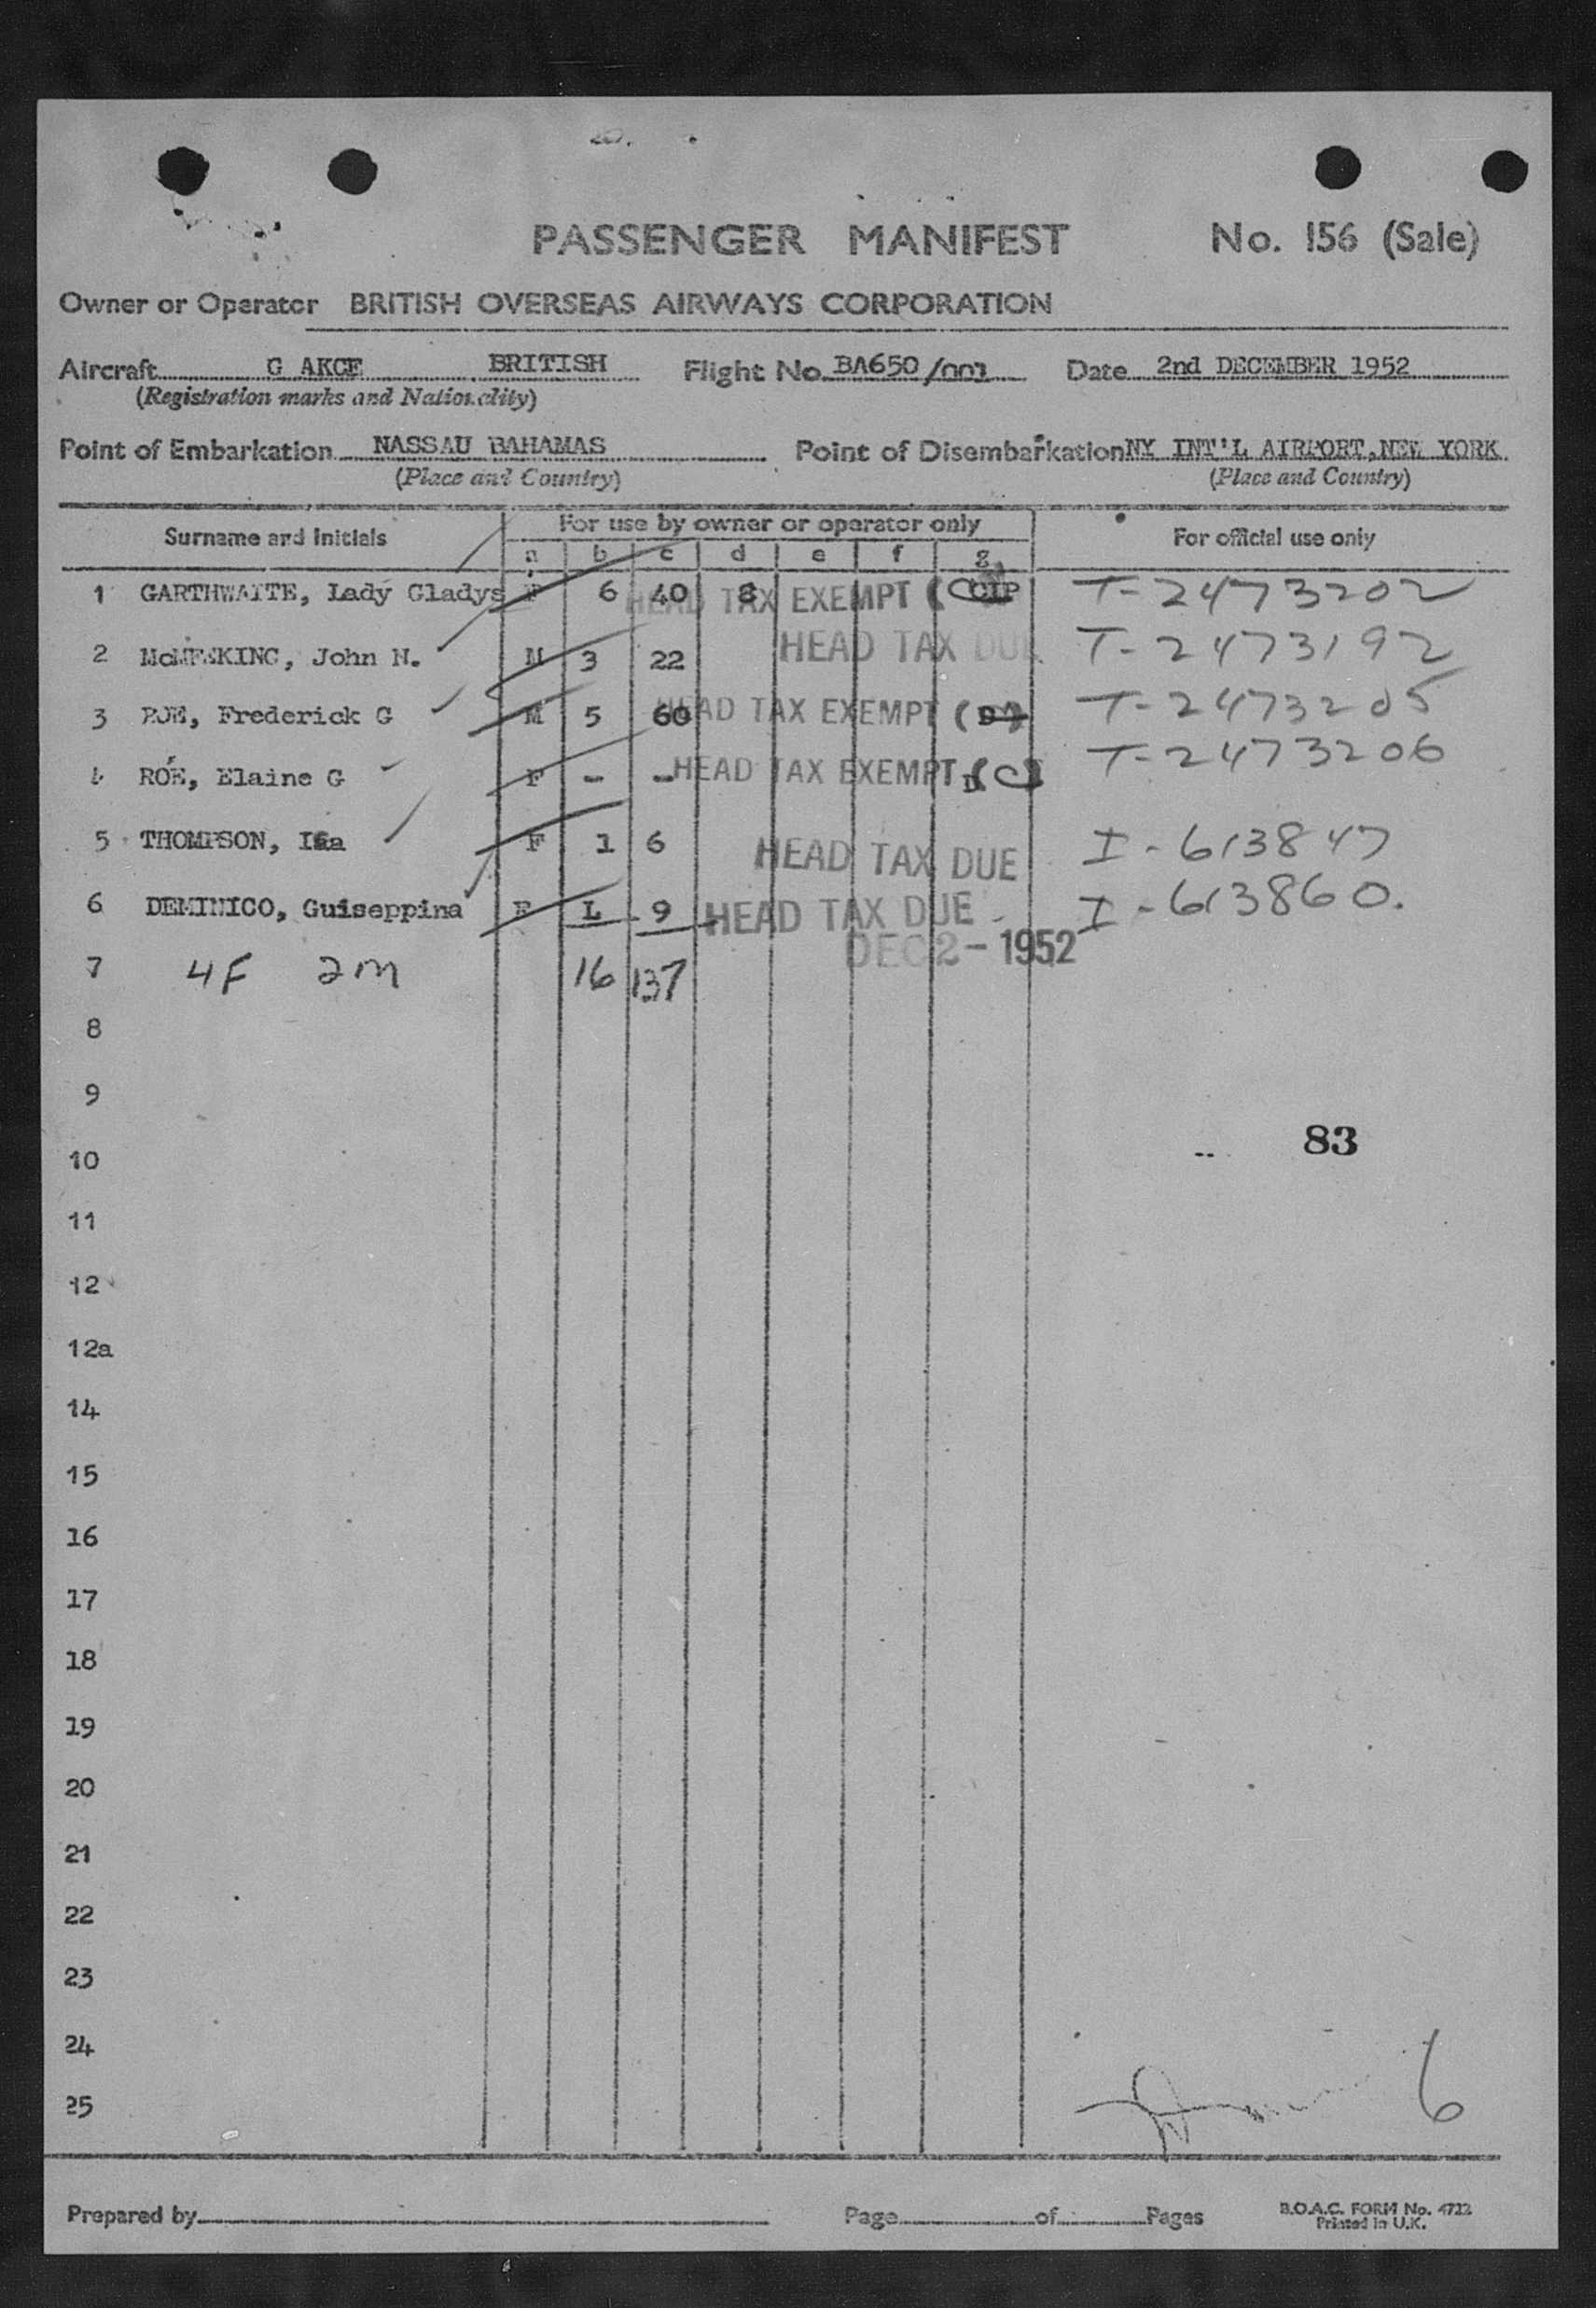 PASSENGER MANIFEST No. 156 (Sale)
Owner or Operator BRITISH OVERSEAS AIRWAYS CORPORATION
Aircraft G AKCE BRITISH Flight No. BA650/001 Date 2nd DECEMBER 1952
(Registration marks and Nationality)
Point of Embarkation NASSAU BAHAMAS Point of Disembarkation NY INT'L AIRPORT, NEW YORK
(Place and Country) (Place and Country)
Surname and Initials For use by owner or operator only For official use only
a b c d e f g
1 GARTHWAITE, Lady Gladys F 6 40 8 HEAD TAX EXEMPT ( CIP T-2473202
2 John N. M 3 22 HEAD TAX DUE T-2473192
3 ROE, Frederick G M 5 60 HEAD TAX EXEMPT (D) T-2473205
4 ROE, Elaine G F - - HEAD TAX EXEMPT (C) T-2473206
5 THOMPSON, F 1 6 HEAD TAX DUE I-613847
6 DEMINICO, Guiseppina F 1 9 HEAD TAX DUE I-613860.
DEC 2-1952
7 4F 2M 16 137
8
9
83
10
11
12
12a
14
15
16
17
18
19
20
21
22
23
24
25
6
Prepared by Page of Pages B.O.A.C. FORM No. 4712
Printed in U.K.